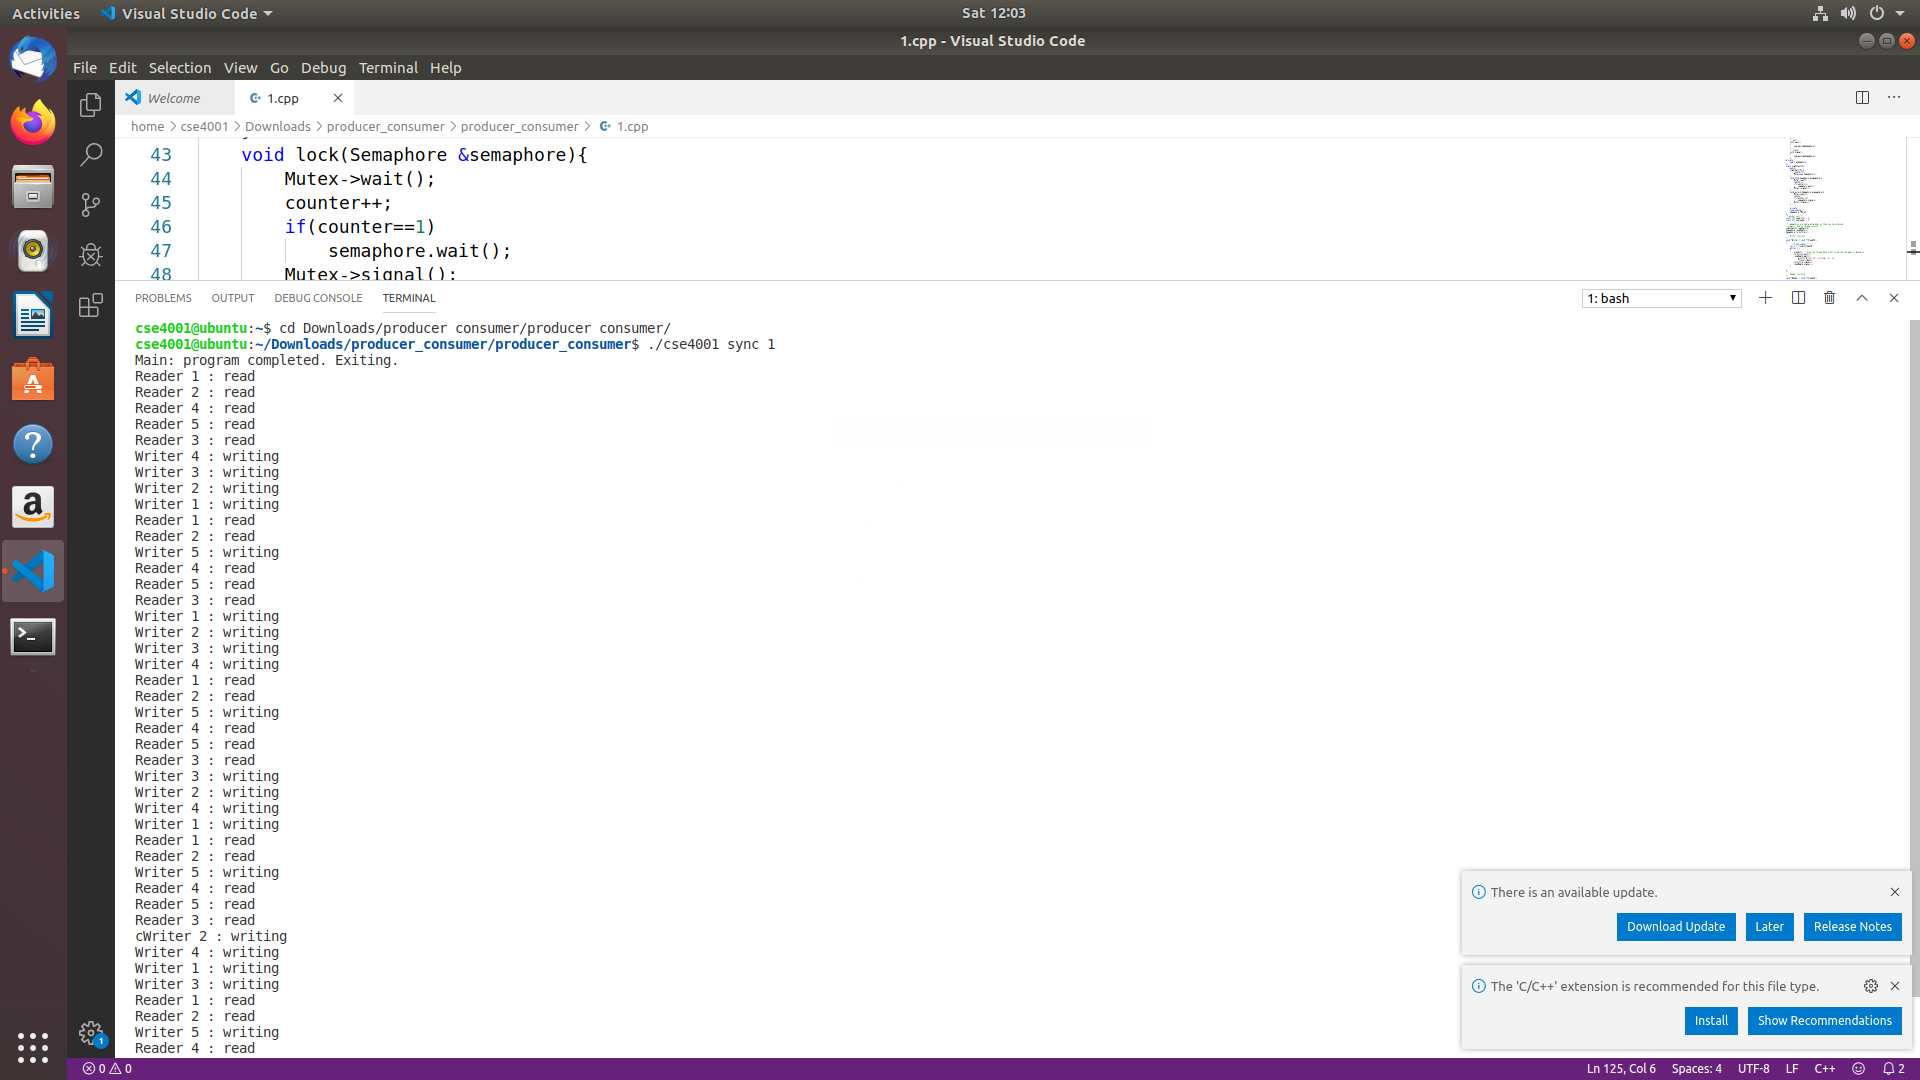 Activities Visual Studio Code Sat 12:03
1.cpp - Visual Studio Code
File Edit Selection View Go Debug Terminal Help
Welcome 1.cpp
home > cse4001 > Downloads > producer_consumer > producer_consumer > 1.cpp
43 void lock(Semaphore &semaphore){
44 Mutex->wait();
45 counter++;
46 if(counter==1)
47 semaphore.wait();
48 Mutex->signal();
PROBLEMS OUTPUT DEBUG CONSOLE TERMINAL 1: bash
cse4001@ubuntu:~$ cd Downloads/producer consumer/producer consumer/
cse4001@ubuntu:~/Downloads/producer_consumer/producer_consumer$ ./cse4001 sync 1
Main: program completed. Exiting.
Reader 1 : read
Reader 2 : read
Reader 4 : read
Reader 5 : read
Reader 3 : read
Writer 4 : writing
Writer 3 : writing
Writer 2 : writing
Writer 1 : writing
Reader 1 : read
Reader 2 : read
Writer 5 : writing
Reader 4 : read
Reader 5 : read
Reader 3 : read
Writer 1 : writing
Writer 2 : writing
Writer 3 : writing
Writer 4 : writing
Reader 1 : read
Reader 2 : read
Writer 5 : writing
Reader 4 : read
Reader 5 : read
Reader 3 : read
Writer 3 : writing
Writer 2 : writing
Writer 4 : writing
Writer 1 : writing
Reader 1 : read
Reader 2 : read
Writer 5 : writing
Reader 4 : read
Reader 5 : read
Reader 3 : read
cWriter 2 : writing
Writer 4 : writing
Writer 1 : writing
Writer 3 : writing
Reader 1 : read
Reader 2 : read
Writer 5 : writing
Reader 4 : read
There is an available update.
Download Update Later Release Notes
The 'C/C++' extension is recommended for this file type.
Install Show Recommendations
1
0 0 Ln 125, Col 6 Spaces: 4 UTF-8 LF C++ 2